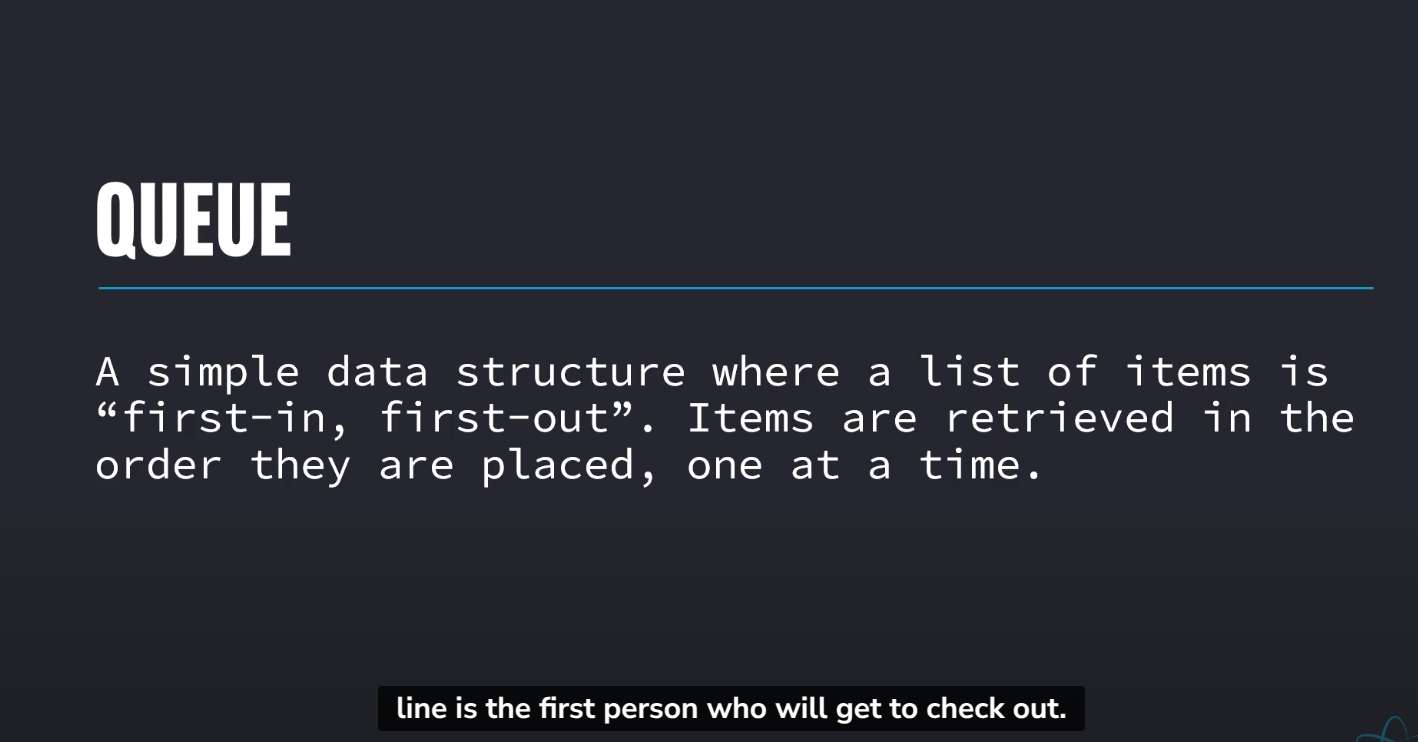 QUEUE
A simple data structure where a list of items is
“first-in, first-out”. Items are retrieved in the
order they are placed, one at a time.
line is the first person who will get to check out.